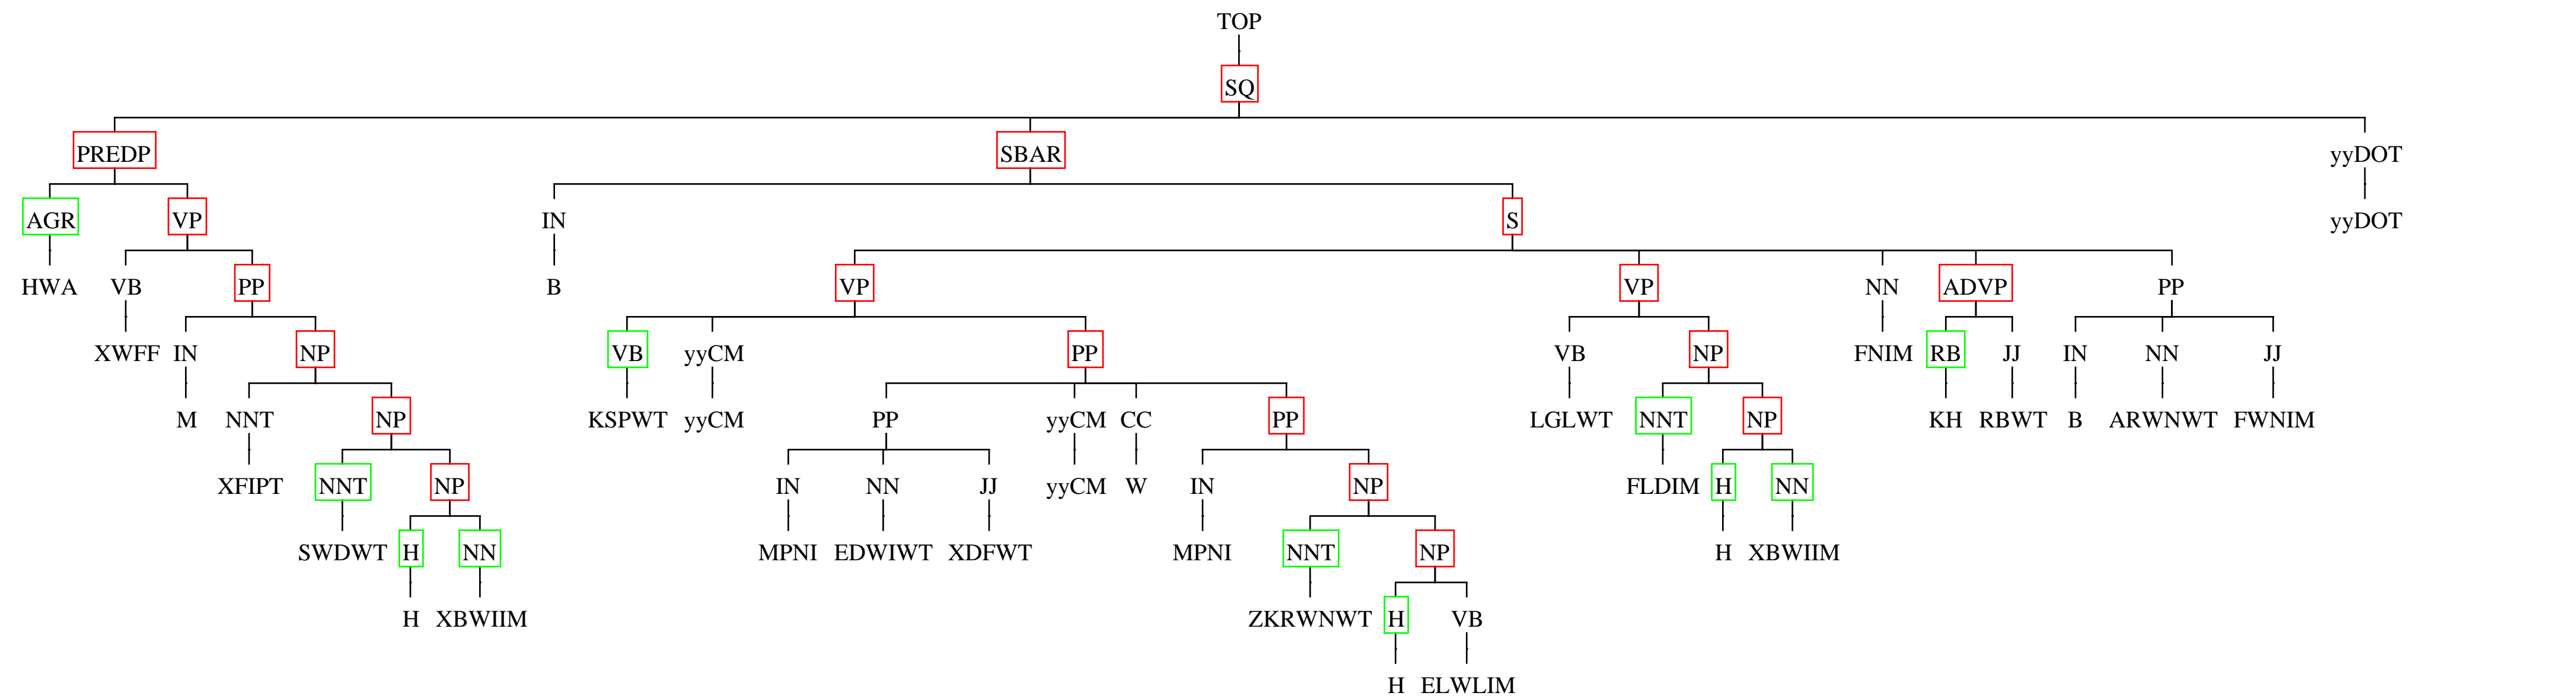 TOP
SQ
PREDP SBAR yyDOT
AGR VP IN S yyDOT
HWA VB PP B VP VP NN ADVP PP
XWFF IN NP VB yyCM PP VB NP FNIM RB JJ IN NN JJ
M NNT NP KSPWT yyCM PP yyCM CC PP LGLWT NNT NP KH RBWT B ARWNWT FWNIM
XFIPT NNT NP IN NN JJ yyCM W IN NP FLDIM H NN
SWDWT H NN MPNI EDWIWT XDFWT MPNI NNT NP H XBWIIM
H XBWIIM ZKRWNWT H VB
H ELWLIM